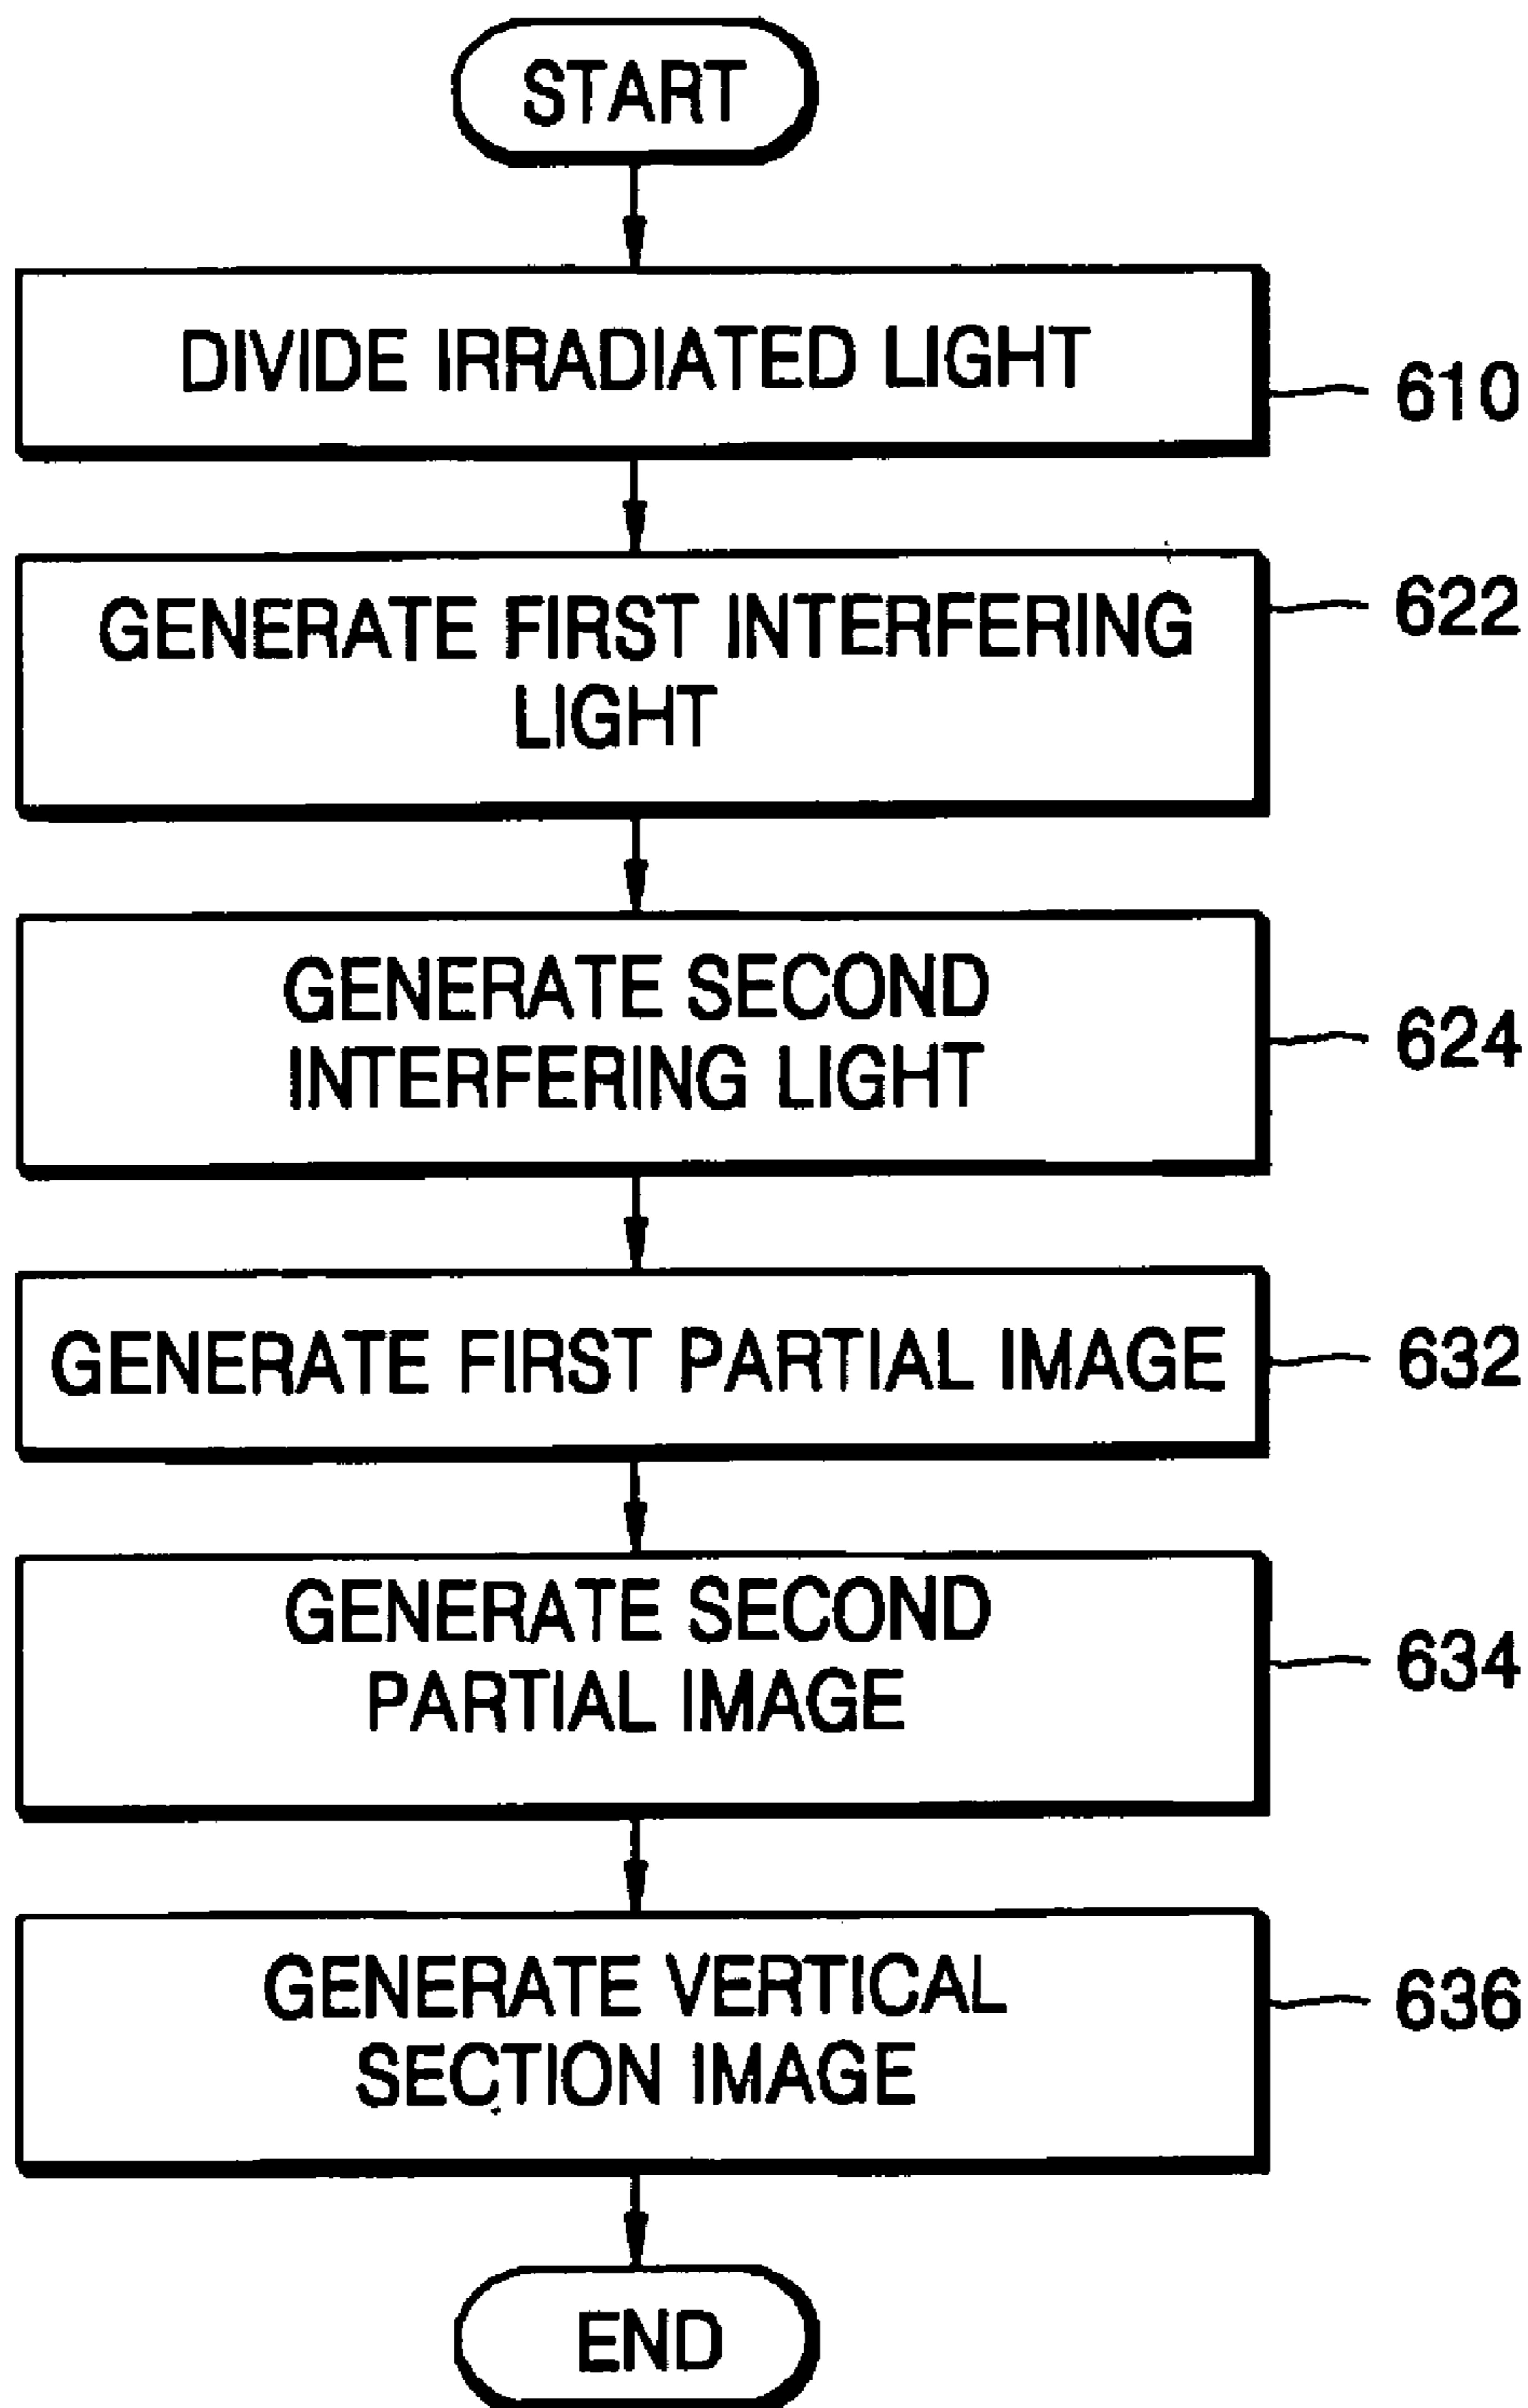 START
DIVIDE IRRADIATED LIGHT
610
GENERATE FIRST INTERFERING
LIGHT
622
GENERATE SECOND
INTERFERING LIGHT
624
GENERATE FIRST PARTIAL IMAGE
632
GENERATE SECOND
PARTIAL IMAGE
634
GENERATE VERTICAL
SECTION IMAGE
636
END